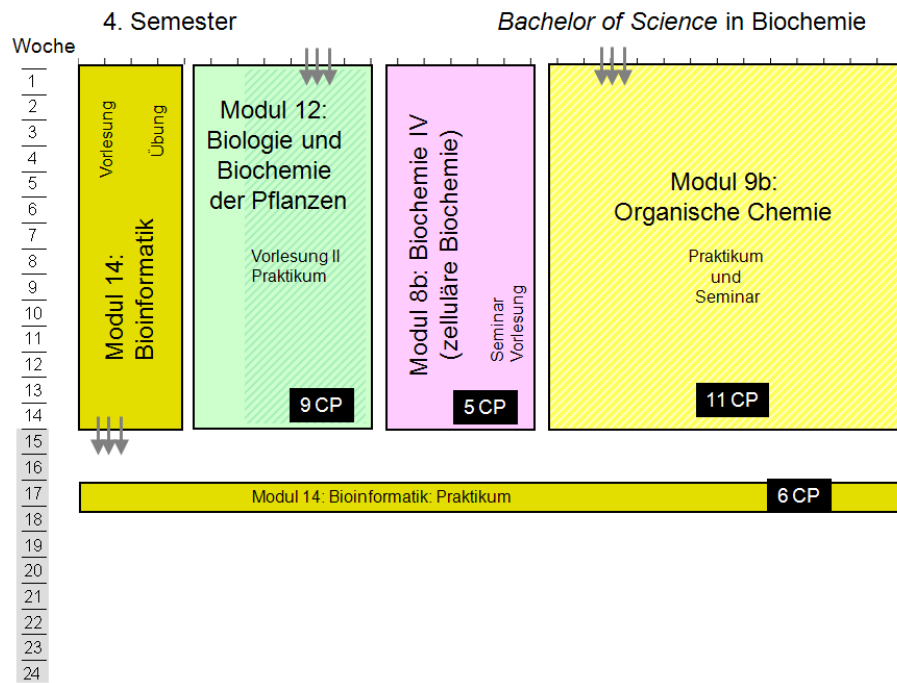 4. Semester
Bachelor of Science in Biochemie
Woche
1
2
3
4
5
6
7
8
9
10
11
12
13
14
15
16
17
18
19
20
21
22
23
24
Vorlesung
Übung
Modul 14:
Bioinformatik
Modul 12:
Biologie und
Biochemie
der Pflanzen
Vorlesung II
Praktikum
9 CP
Modul 8b: Biochemie IV
(zelluläre Biochemie)
Seminar
Vorlesung
5 CP
Modul 9b:
Organische Chemie
Praktikum
und
Seminar
11 CP
Modul 14: Bioinformatik: Praktikum
6 CP